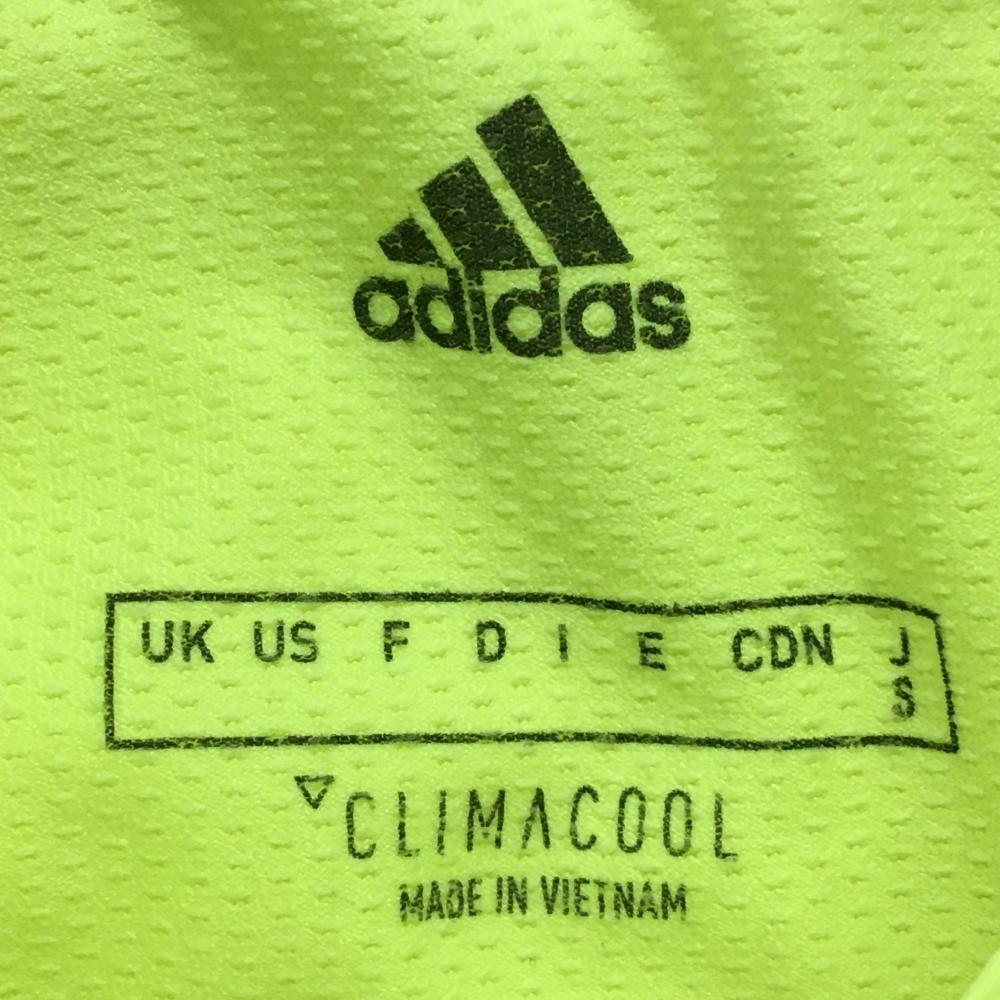 adidas
UK US F D I E CDN J
S
CLIMACOOL
MADE IN VIETNAM